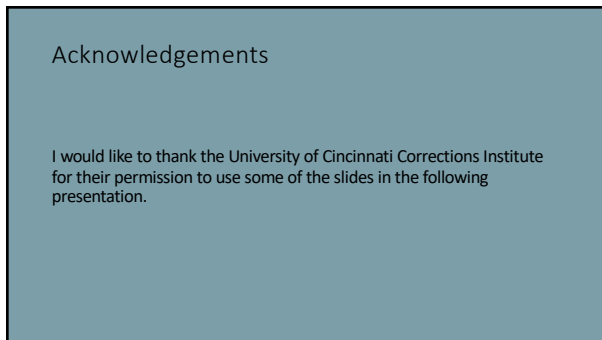 Acknowledgements
I would like to thank the University of Cincinnati Corrections Institute
for their permission to use some of the slides in the following
presentation.